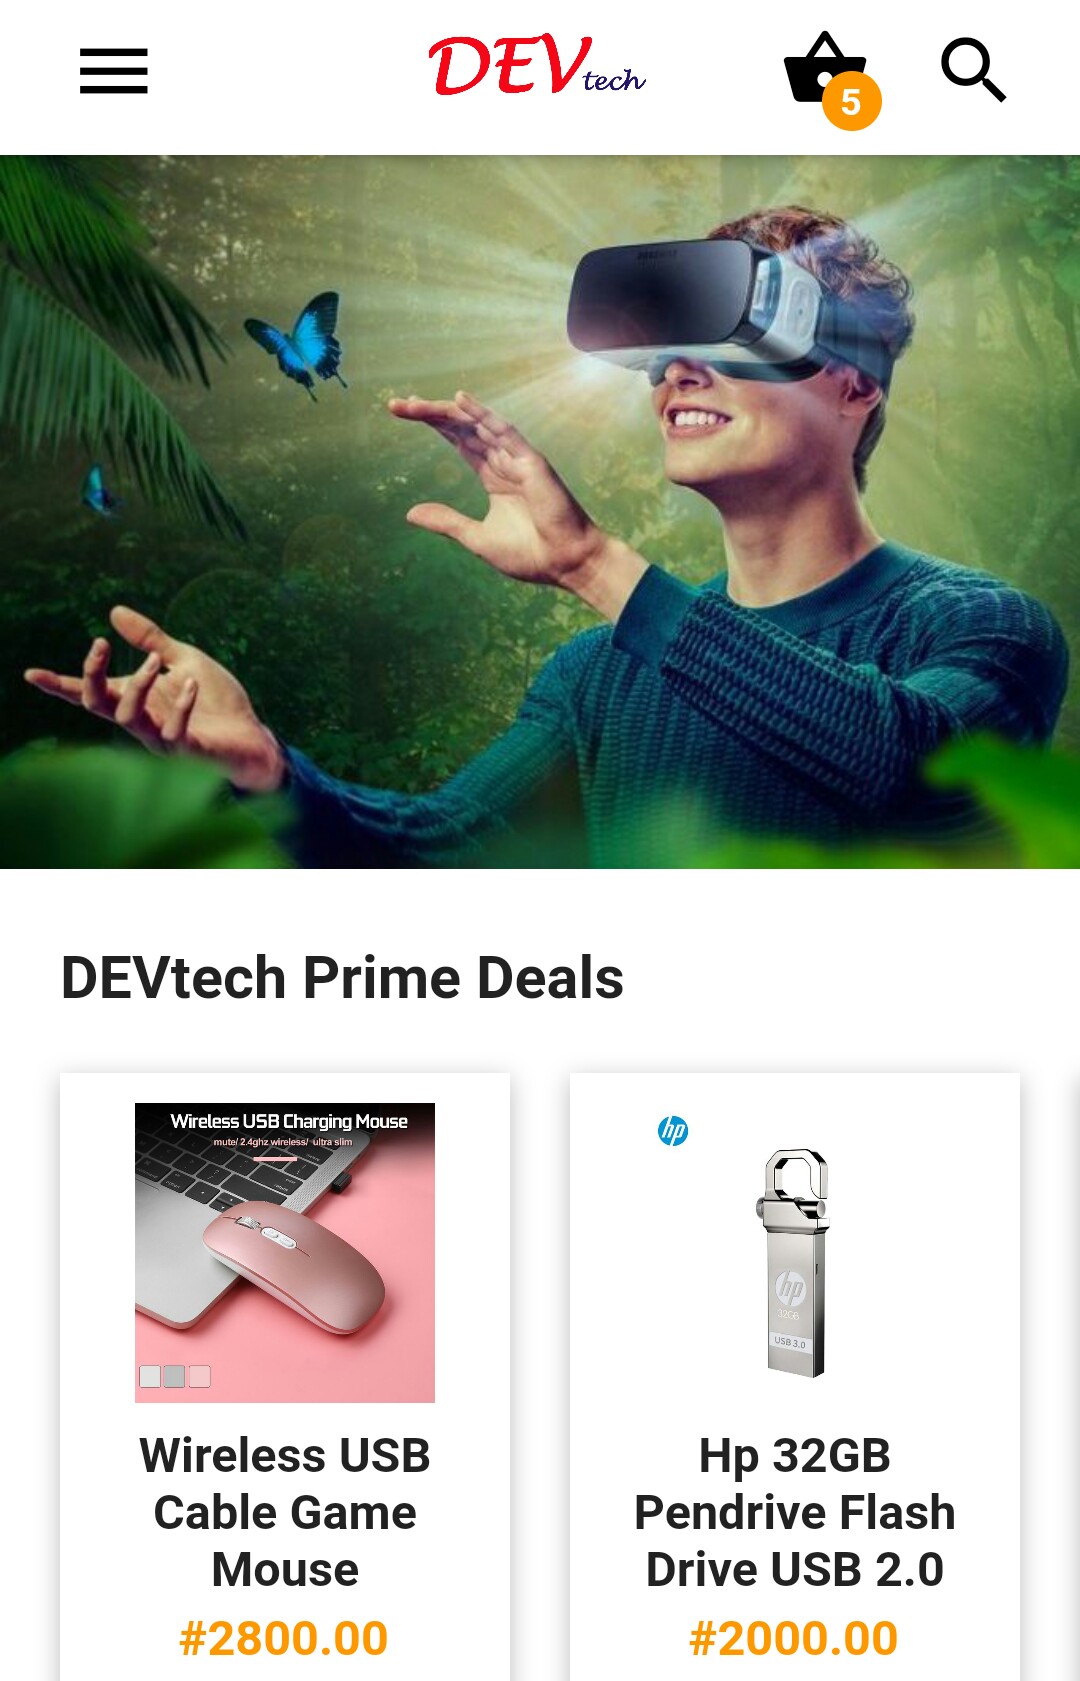 DEVtech
5
DEVtech Prime Deals
Wireless USB Charging Mouse
mute/ 2.4ghz wireless/ ultra slim
hp
hp
32GB
USB 3.0
Wireless USB
Cable Game
Mouse
#2800.00
Hp 32GB
Pendrive Flash
Drive USB 2.0
#2000.00